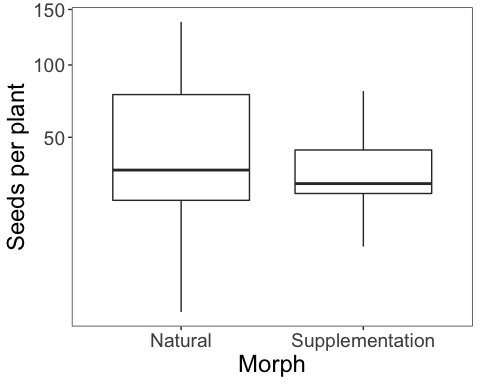 150
100
50
Seeds per plant
Natural
Supplementation
Morph